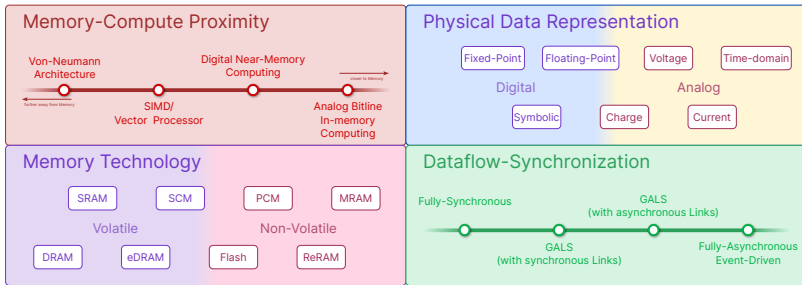 Memory-Compute Proximity
Von-Neumann
Architecture
Digital Near-Memory
Computing
closer to Memory
further away from Memory
SIMD/
Vector Processor
Analog Bitline
In-memory
Computing
Physical Data Representation
Fixed-Point
Floating-Point
Voltage
Time-domain
Digital
Analog
Symbolic
Charge
Current
Memory Technology
SRAM
SCM
PCM
MRAM
Volatile
Non-Volatile
DRAM
eDRAM
Flash
ReRAM
Dataflow-Synchronization
Fully-Synchronous
GALS
(with asynchronous Links)
GALS
(with synchronous Links)
Fully-Asynchronous
Event-Driven